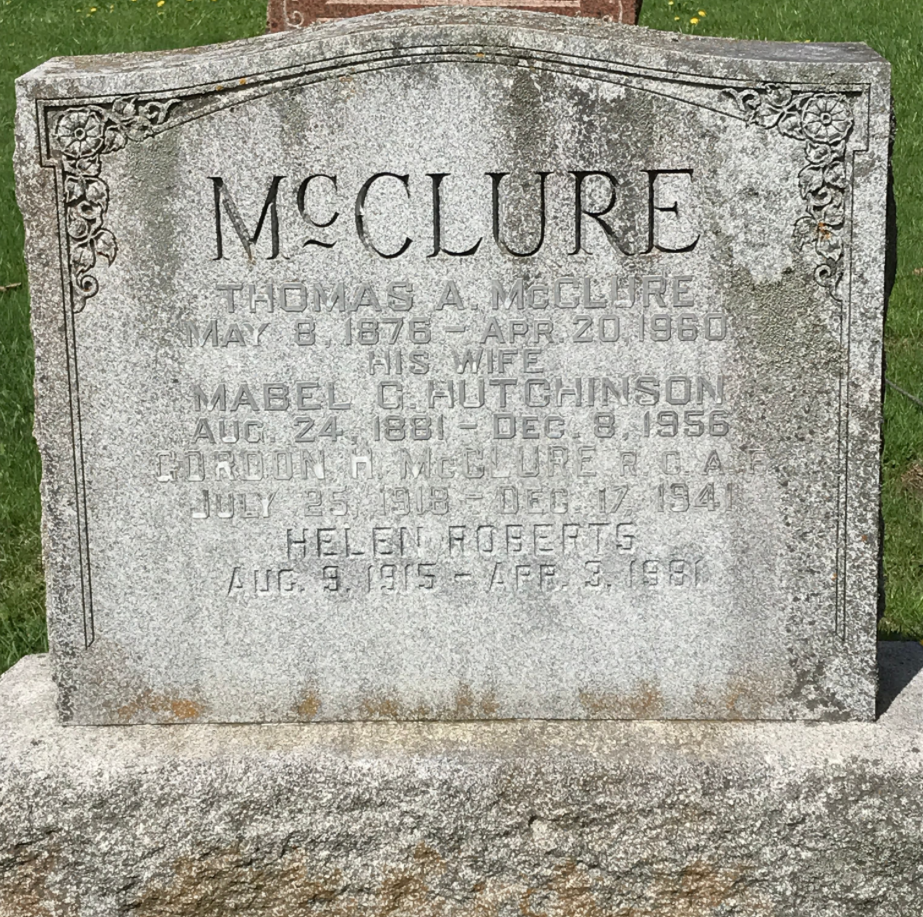 McCLURE
THOMAS A. McCLURE
MAY 8, 1876 – APR. 20, 1960
HIS WIFE
MABEL C. HUTCHINSON
AUG. 24, 1881 – DEC. 8, 1956
GORDON H. McCLURE R.C.A.F.
JULY 25, 1918 – DEC. 17, 1941
HELEN ROBERTS
AUG. 9, 1915 – APR. 3, 1981